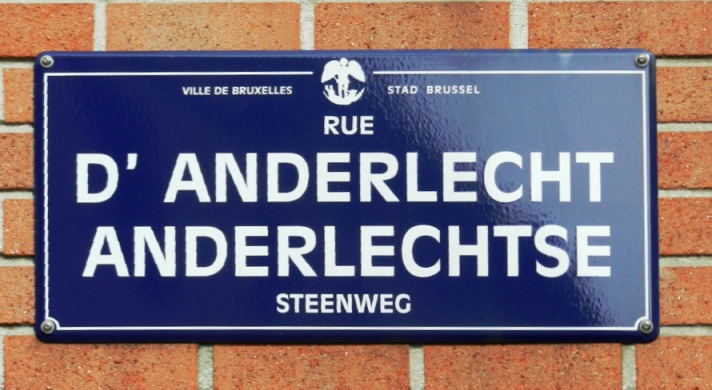 VILLE DE BRUXELLES STAD BRUSSEL
RUE
D' ANDERLECHT
ANDERLECHTSE
STEENWEG